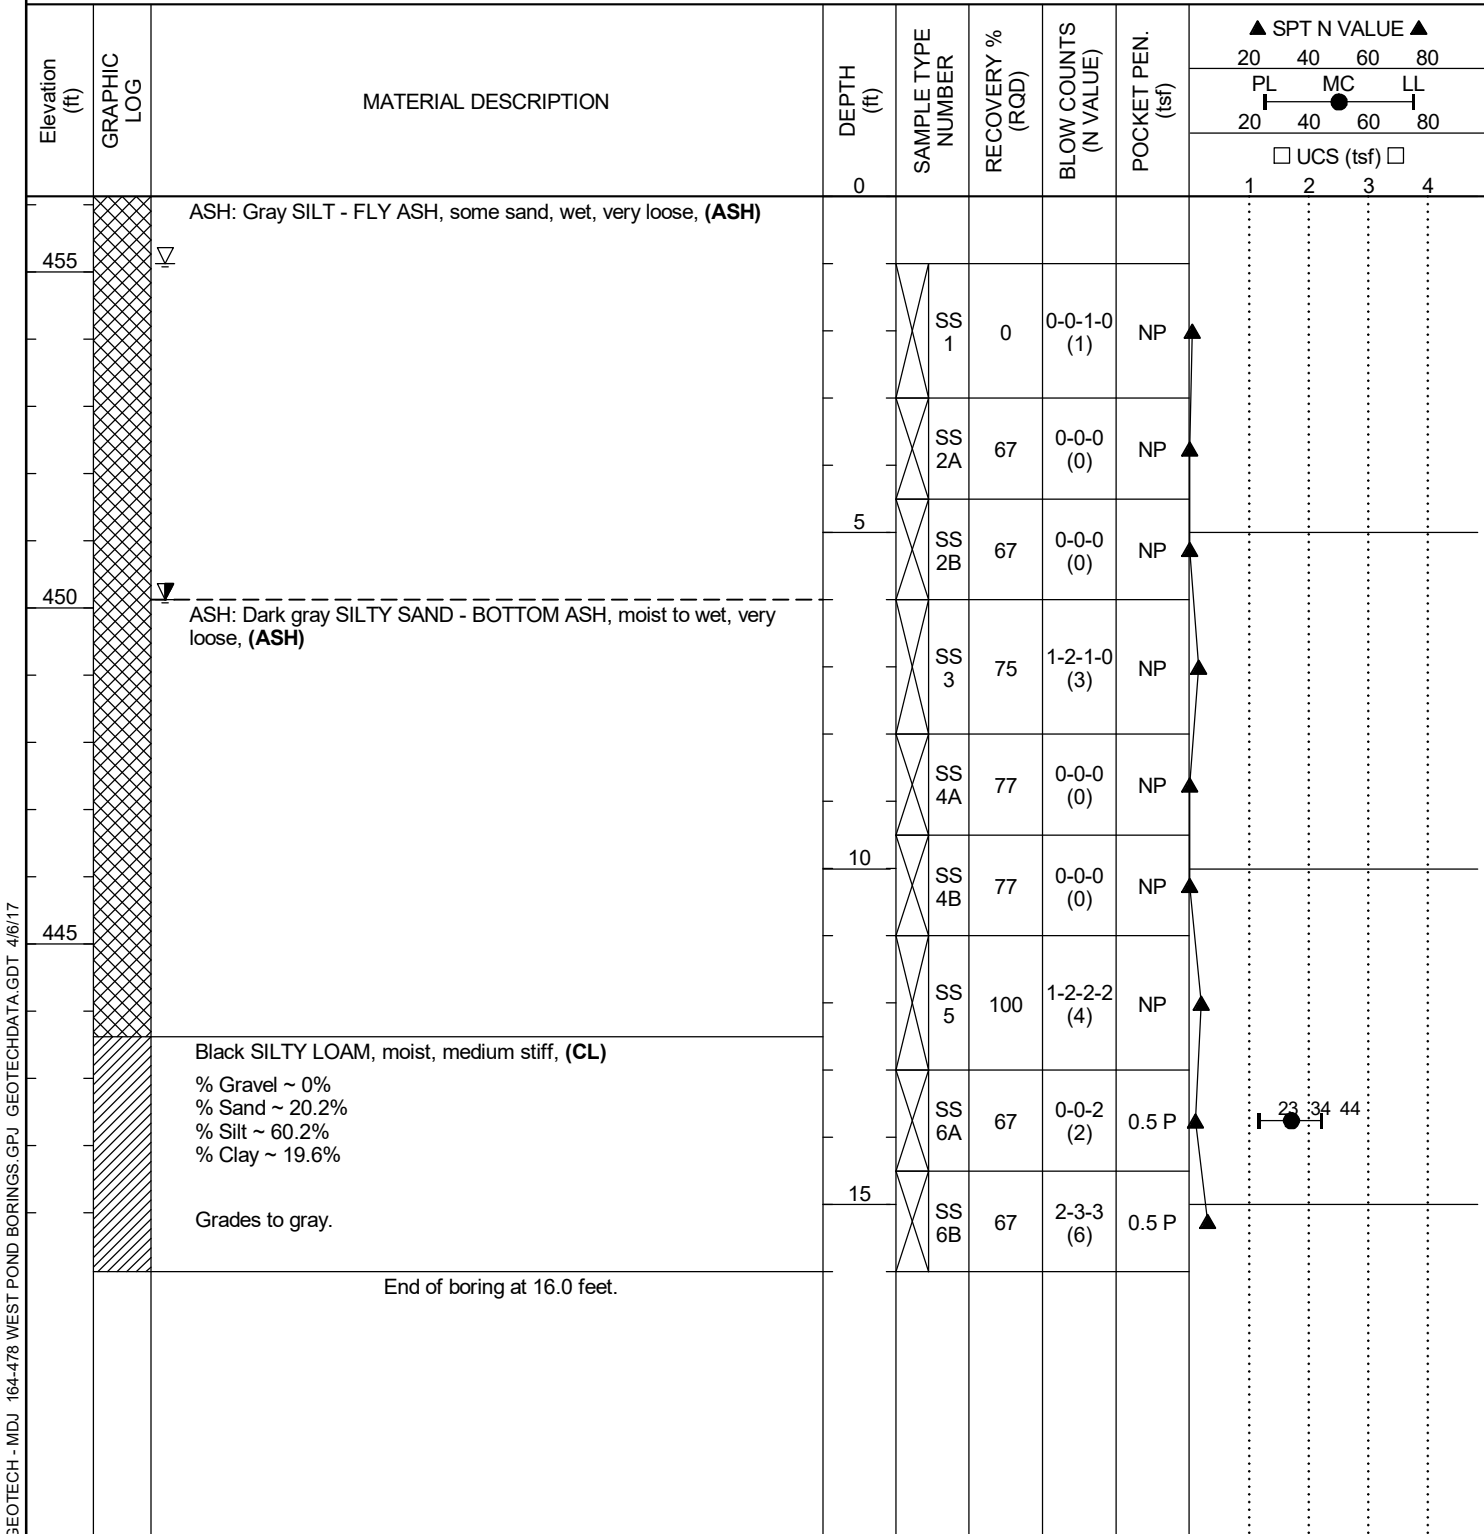 Elevation
(ft)
GRAPHIC
LOG
MATERIAL DESCRIPTION
DEPTH
(ft)
SAMPLE TYPE
NUMBER
RECOVERY %
(RQD)
BLOW COUNTS
(N VALUE)
POCKET PEN.
(tsf)
▲ SPT N VALUE ▲
20 40 60 80
PL MC LL
20 40 60 80
□ UCS (tsf) □
1 2 3 4
0
ASH: Gray SILT - FLY ASH, some sand, wet, very loose, (ASH)
455
SS
1
0
0-0-1-0
(1)
NP
SS
2A
67
0-0-0
(0)
NP
5
SS
2B
67
0-0-0
(0)
NP
450
ASH: Dark gray SILTY SAND - BOTTOM ASH, moist to wet, very
loose, (ASH)
SS
3
75
1-2-1-0
(3)
NP
SS
4A
77
0-0-0
(0)
NP
10
SS
4B
77
0-0-0
(0)
NP
445
SS
5
100
1-2-2-2
(4)
NP
Black SILTY LOAM, moist, medium stiff, (CL)
% Gravel ~ 0%
% Sand ~ 20.2%
% Silt ~ 60.2%
% Clay ~ 19.6%
SS
6A
67
0-0-2
(2)
0.5 P
23 34 44
15
Grades to gray.
SS
6B
67
2-3-3
(6)
0.5 P
End of boring at 16.0 feet.
GEOTECH - MDJ 164-478 WEST POND BORINGS.GPJ GEOTECHDATA.GDT 4/6/17